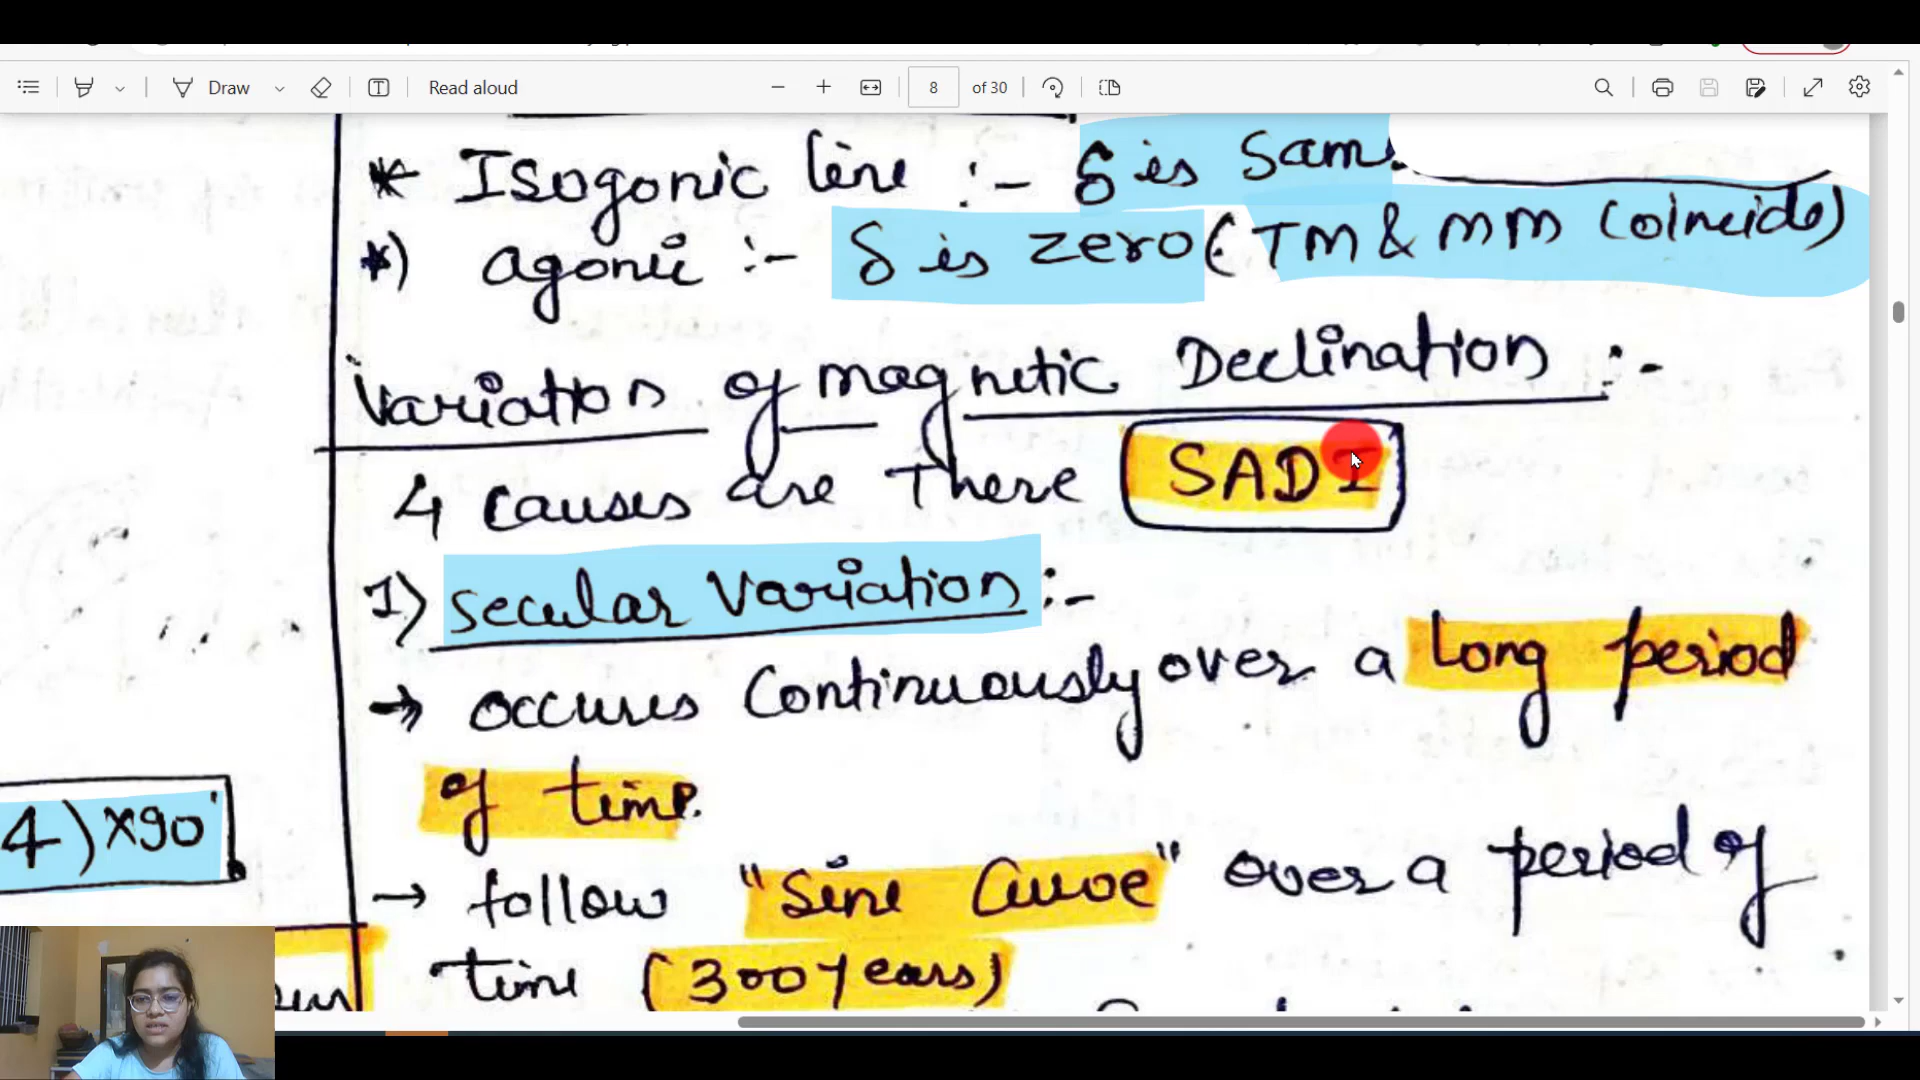 Draw
Read aloud
8 of 30
* Isogonic line :- δ is Same.
*) agonic :- δ is zero (TM & MM Coincide)
Variation of magnetic Declination :-
4 causes are There SADI
1) secular Variation :-
→ occures Continuously over a long period
of time.
4) x90°
→ follow "Sine Curve" over a period of
time (300 years)